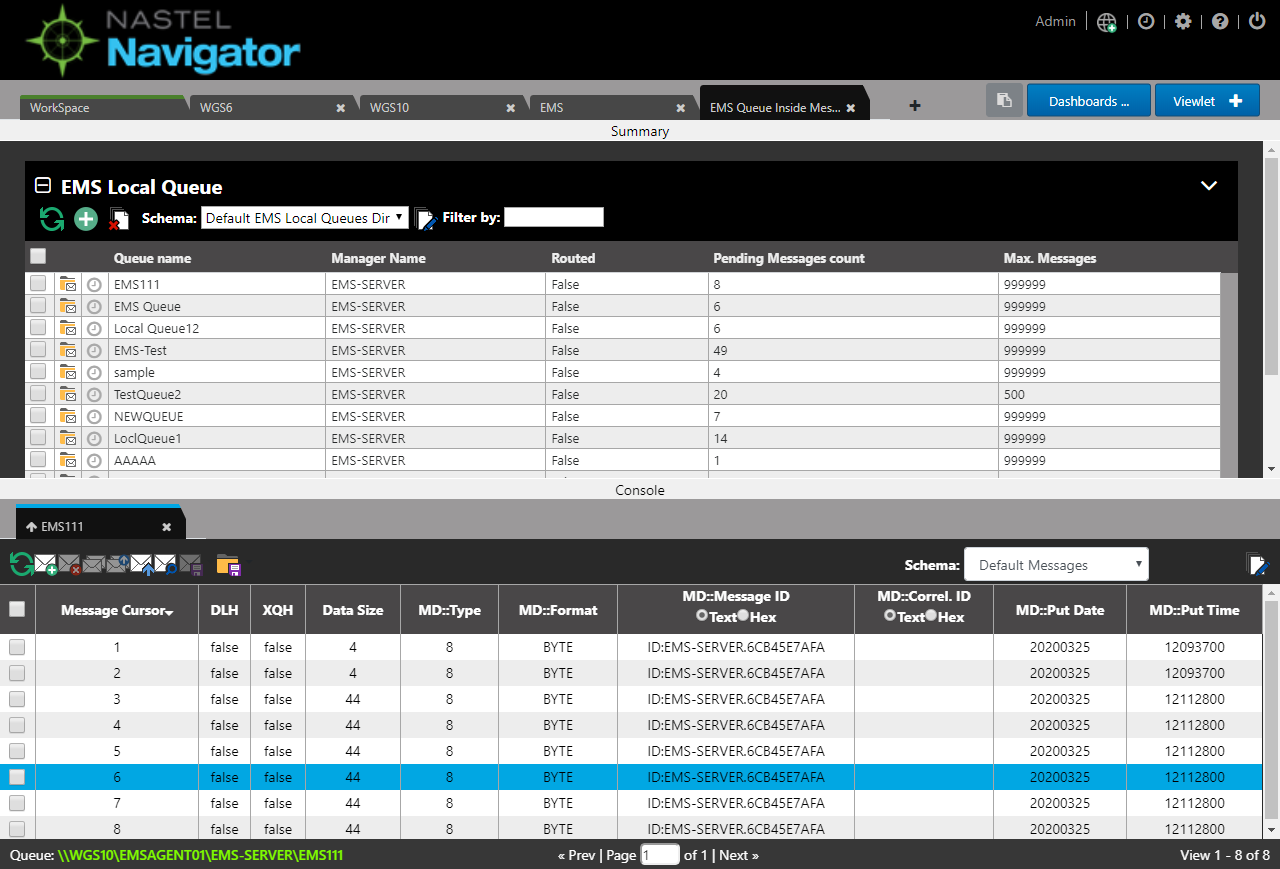 NASTEL
Navigator
Admin
WorkSpace WGS6 WGS10 EMS EMS Queue Inside Mes... Dashboards ... Viewlet
Summary
EMS Local Queue
Schema: Default EMS Local Queues Dir Filter by:
Queue name Manager Name Routed Pending Messages count Max. Messages
EMS111 EMS-SERVER False 8 999999
EMS Queue EMS-SERVER False 6 999999
Local Queue12 EMS-SERVER False 6 999999
EMS-Test EMS-SERVER False 49 999999
sample EMS-SERVER False 4 999999
TestQueue2 EMS-SERVER False 20 500
NEWQUEUE EMS-SERVER False 7 999999
LoclQueue1 EMS-SERVER False 14 999999
AAAAA EMS-SERVER False 1 999999
Console
EMS111
Schema: Default Messages
Message Cursor DLH XQH Data Size MD::Type MD::Format MD::Message ID Text Hex MD::Correl. ID Text Hex MD::Put Date MD::Put Time
1 false false 4 8 BYTE ID:EMS-SERVER.6CB45E7AFA 20200325 12093700
2 false false 4 8 BYTE ID:EMS-SERVER.6CB45E7AFA 20200325 12093700
3 false false 44 8 BYTE ID:EMS-SERVER.6CB45E7AFA 20200325 12112800
4 false false 44 8 BYTE ID:EMS-SERVER.6CB45E7AFA 20200325 12112800
5 false false 44 8 BYTE ID:EMS-SERVER.6CB45E7AFA 20200325 12112800
6 false false 44 8 BYTE ID:EMS-SERVER.6CB45E7AFA 20200325 12112800
7 false false 44 8 BYTE ID:EMS-SERVER.6CB45E7AFA 20200325 12112800
8 false false 44 8 BYTE ID:EMS-SERVER.6CB45E7AFA 20200325 12112800
Queue: \\WGS10\EMSAGENT01\EMS-SERVER\EMS111 « Prev | Page 1 of 1 | Next » View 1 - 8 of 8